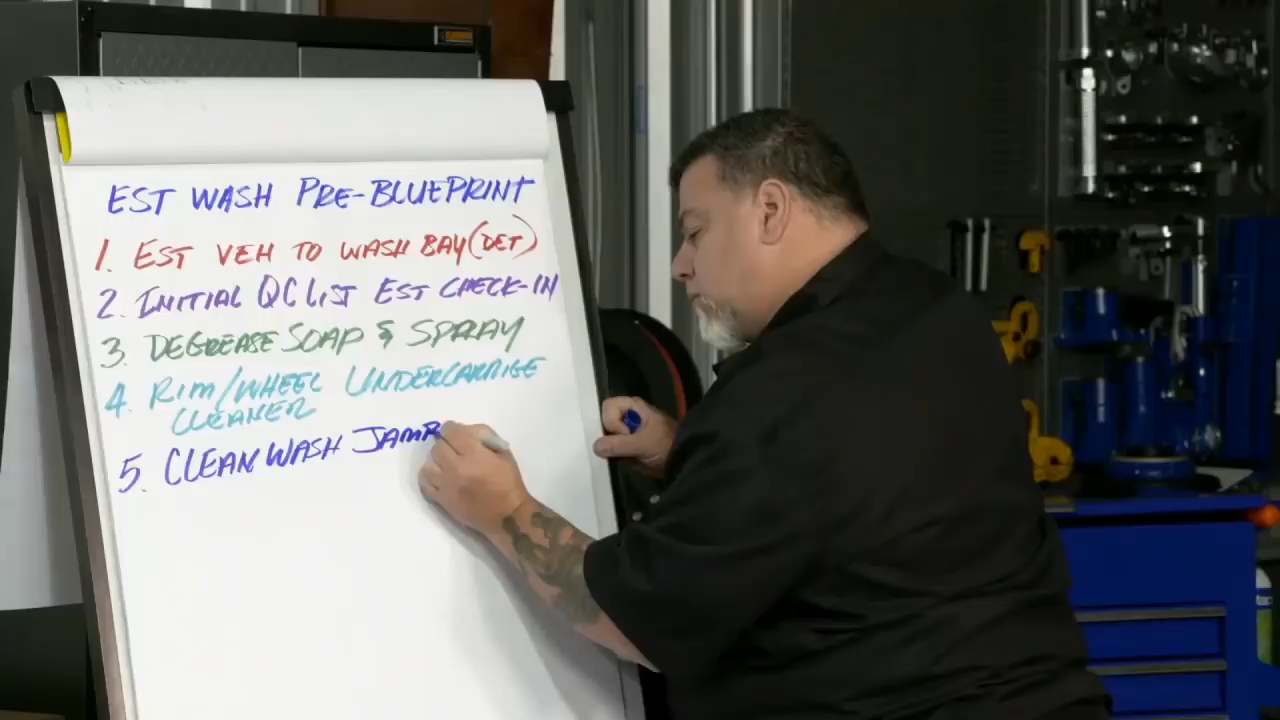 EST WASH PRE-BLUEPRINT
1. EST VEH TO WASH BAY (DET)
2. INITIAL QC LIST EST CHECK-IN
3. DEGREASE SOAP & SPRAY
4. RIM/WHEEL UNDERCARRIGE
CLEANER
5. CLEAN WASH JAMB